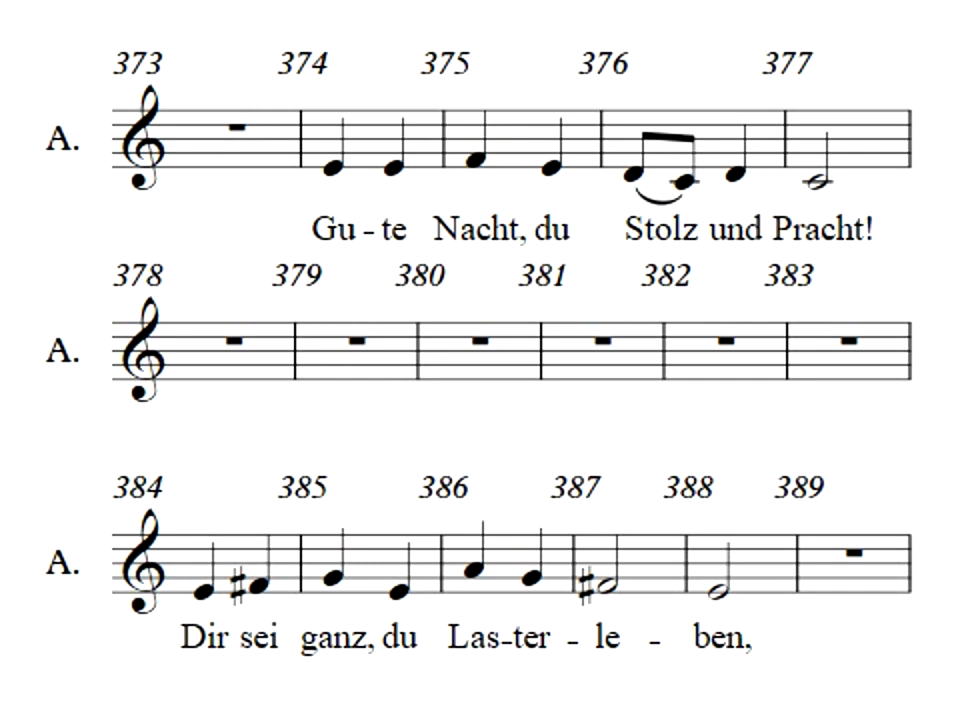 373 374 375 376 377
A.
Gu - te Nacht, du Stolz und Pracht!
378 379 380 381 382 383
A.
384 385 386 387 388 389
A.
Dir sei ganz, du Las-ter - le - ben,